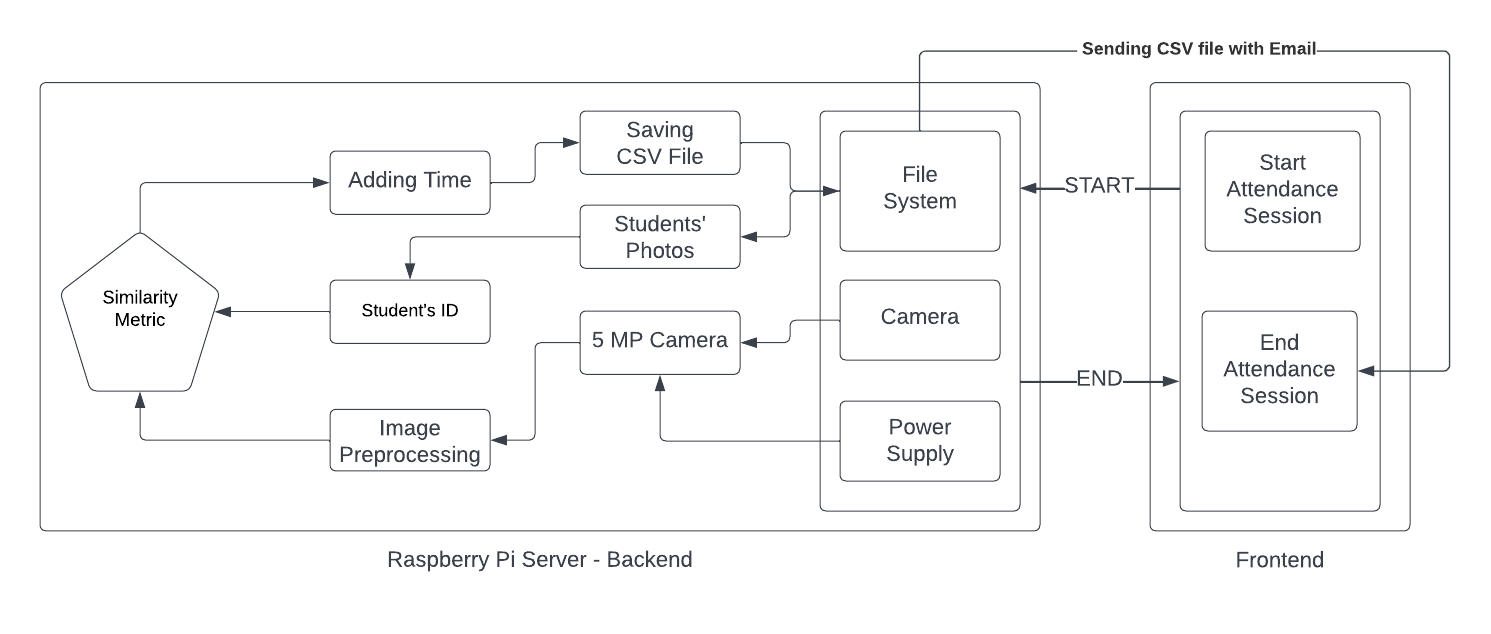 Sending CSV file with Email
Saving
CSV File
Adding Time
File
System
START
Start
Attendance
Session
Students'
Photos
Similarity
Metric
Student's ID
5 MP Camera
Camera
End
Attendance
Session
END
Image
Preprocessing
Power
Supply
Raspberry Pi Server - Backend
Frontend